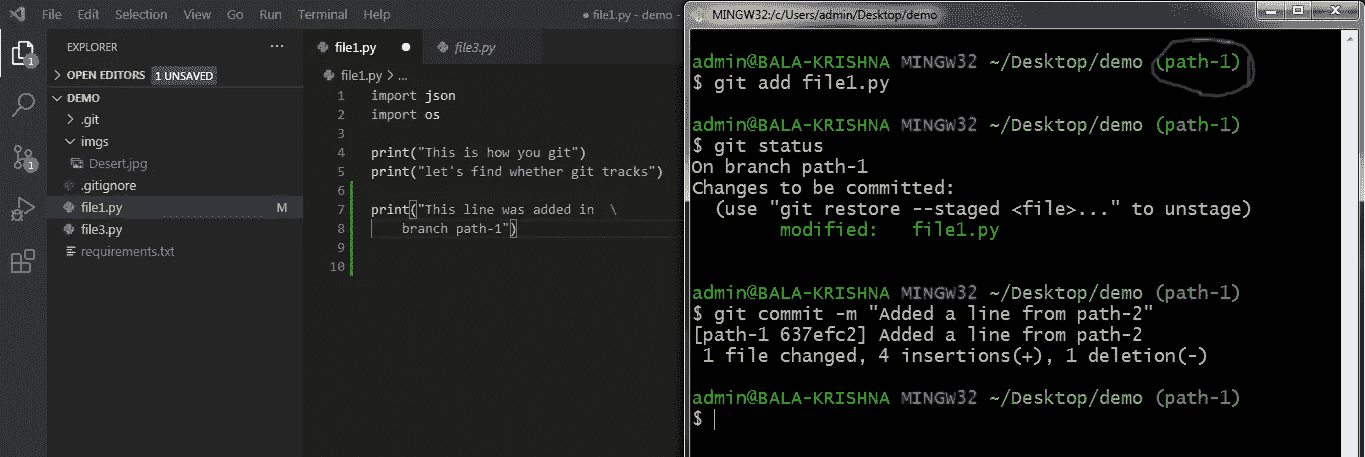 File Edit Selection View Go Run Terminal Help
● file1.py - demo -
EXPLORER ...
OPEN EDITORS 1 UNSAVED
DEMO
.git
imgs
Desert.jpg
.gitignore
file1.py M
file3.py
requirements.txt
1
1
file1.py ● file3.py
file1.py > ...
1 import json
2 import os
3
4 print("This is how you git")
5 print("let's find whether git tracks")
6
7 print("This line was added in \
8 branch path-1")
9
10
MINGW32:/c/Users/admin/Desktop/demo
admin@BALA-KRISHNA MINGW32 ~/Desktop/demo (path-1)
$ git add file1.py
admin@BALA-KRISHNA MINGW32 ~/Desktop/demo (path-1)
$ git status
On branch path-1
Changes to be committed:
(use "git restore --staged <file>..." to unstage)
modified: file1.py
admin@BALA-KRISHNA MINGW32 ~/Desktop/demo (path-1)
$ git commit -m "Added a line from path-2"
[path-1 637efc2] Added a line from path-2
1 file changed, 4 insertions(+), 1 deletion(-)
admin@BALA-KRISHNA MINGW32 ~/Desktop/demo (path-1)
$